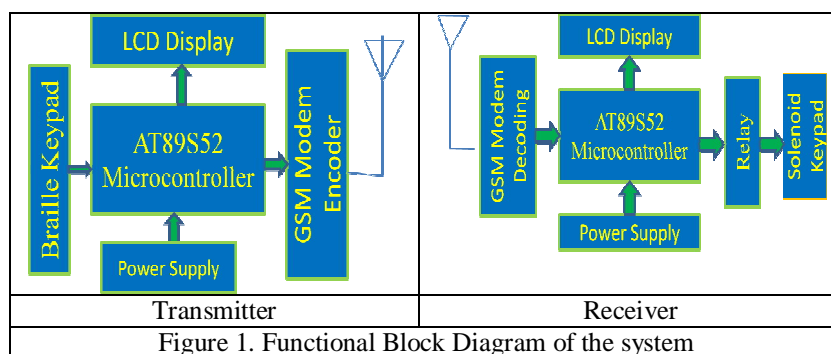 LCD Display
Braille Keypad
AT89S52
Microcontroller
GSM Modem
Encoder
Power Supply
Transmitter
LCD Display
GSM Modem
Decoding
AT89S52
Microcontroller
Relay
Solenoid
Keypad
Power Supply
Receiver
Figure 1. Functional Block Diagram of the system